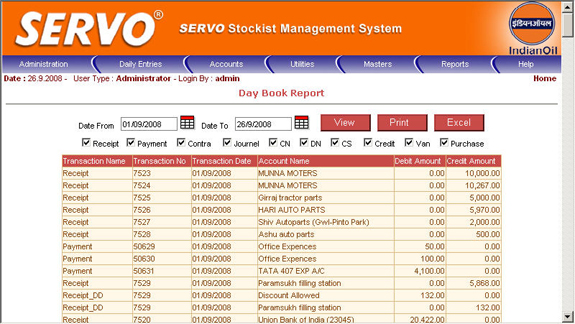 SERVO® SERVO Stockist Management System
इंडियनऑयल
IndianOil
Administration Daily Entries Accounts Utilities Masters Reports Help
Date : 26.9.2008 - User Type : Administrator - Login By : admin Home
Day Book Report
Date From 01/09/2008 Date To 26/9/2008 View Print Excel
Receipt Payment Contra Journel CN DN CS Credit Van Purchase
Transaction Name Transaction No Transaction Date Account Name Debit Amount Credit Amount
Receipt 7523 01/09/2008 MUNNA MOTERS 0.00 10,000.00
Receipt 7524 01/09/2008 MUNNA MOTERS 0.00 10,267.00
Receipt 7525 01/09/2008 Girraj tractor parts 0.00 5,000.00
Receipt 7526 01/09/2008 HARI AUTO PARTS 0.00 5,970.00
Receipt 7527 01/09/2008 Shiv Autoparts (Gwl-Pinto Park) 0.00 2,000.00
Receipt 7528 01/09/2008 Ashu auto parts 0.00 500.00
Payment 50629 01/09/2008 Office Expences 50.00 0.00
Payment 50630 01/09/2008 Office Expences 100.00 0.00
Payment 50631 01/09/2008 TATA 407 EXP A/C 4,100.00 0.00
Receipt 7529 01/09/2008 Paramsukh filling station 0.00 5,868.00
Receipt_DD 7529 01/09/2008 Discount Allowed 132.00 0.00
Receipt_DD 7529 01/09/2008 Paramsukh filling station 0.00 132.00
Receipt 7520 01/09/2008 Union Bank of India (23045) 20,422.00 0.00